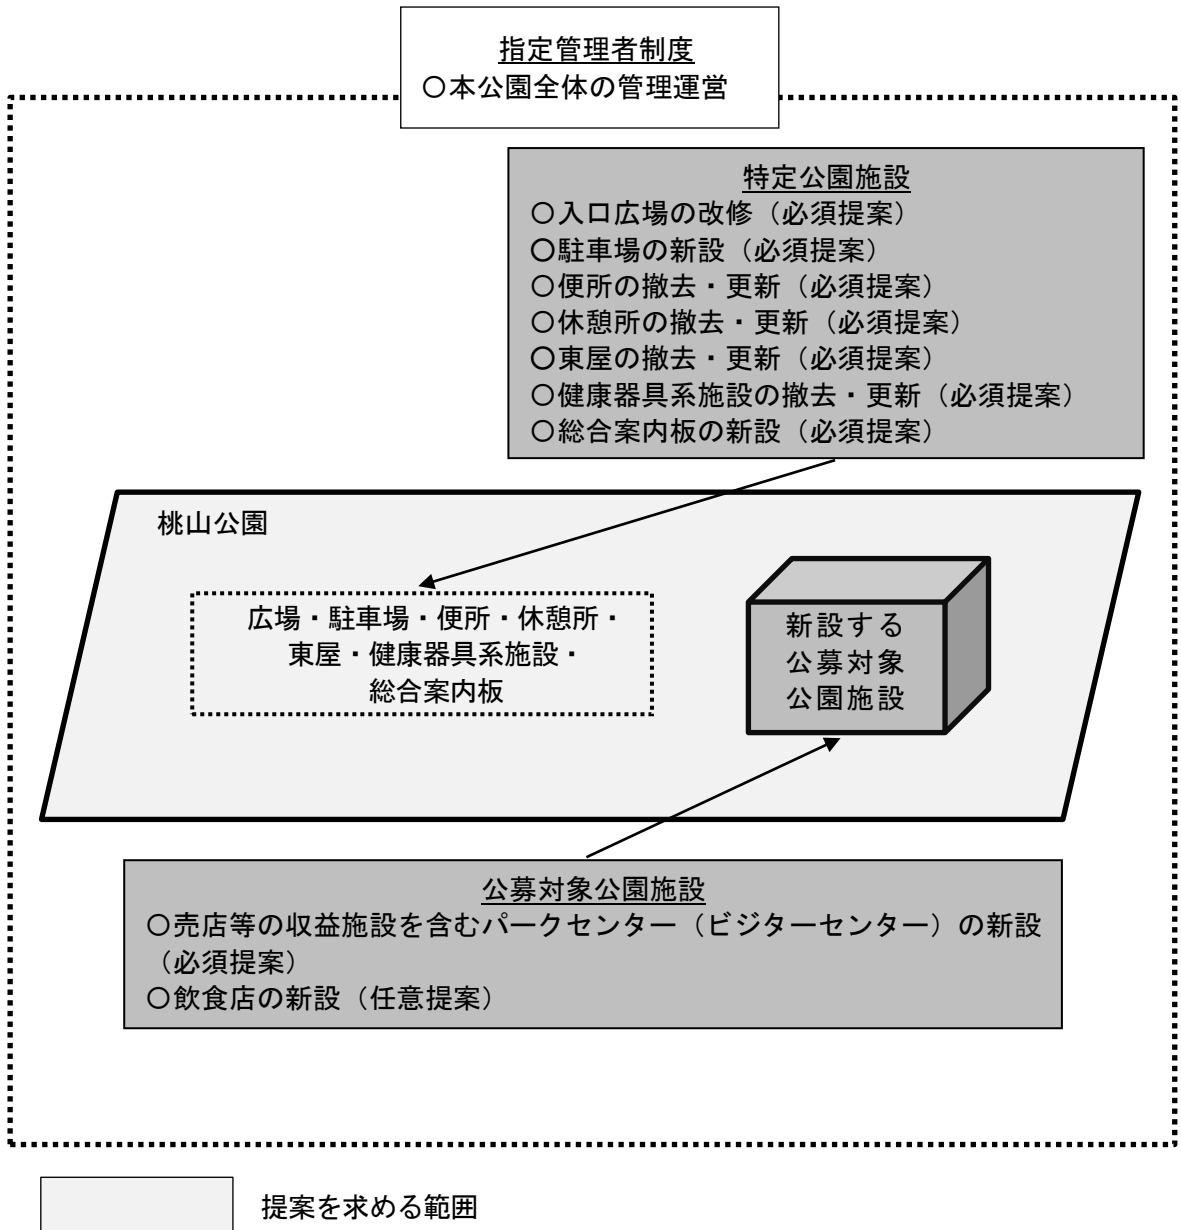 指定管理者制度
〇本公園全体の管理運営
特定公園施設
〇入口広場の改修（必須提案）
〇駐車場の新設（必須提案）
〇便所の撤去・更新（必須提案）
〇休憩所の撤去・更新（必須提案）
〇東屋の撤去・更新（必須提案）
〇健康器具系施設の撤去・更新（必須提案）
〇総合案内板の新設（必須提案）
桃山公園
広場・駐車場・便所・休憩所・
東屋・健康器具系施設・
総合案内板
新設する
公募対象
公園施設
公募対象公園施設
〇売店等の収益施設を含むパークセンター（ビジターセンター）の新設
（必須提案）
〇飲食店の新設（任意提案）
提案を求める範囲